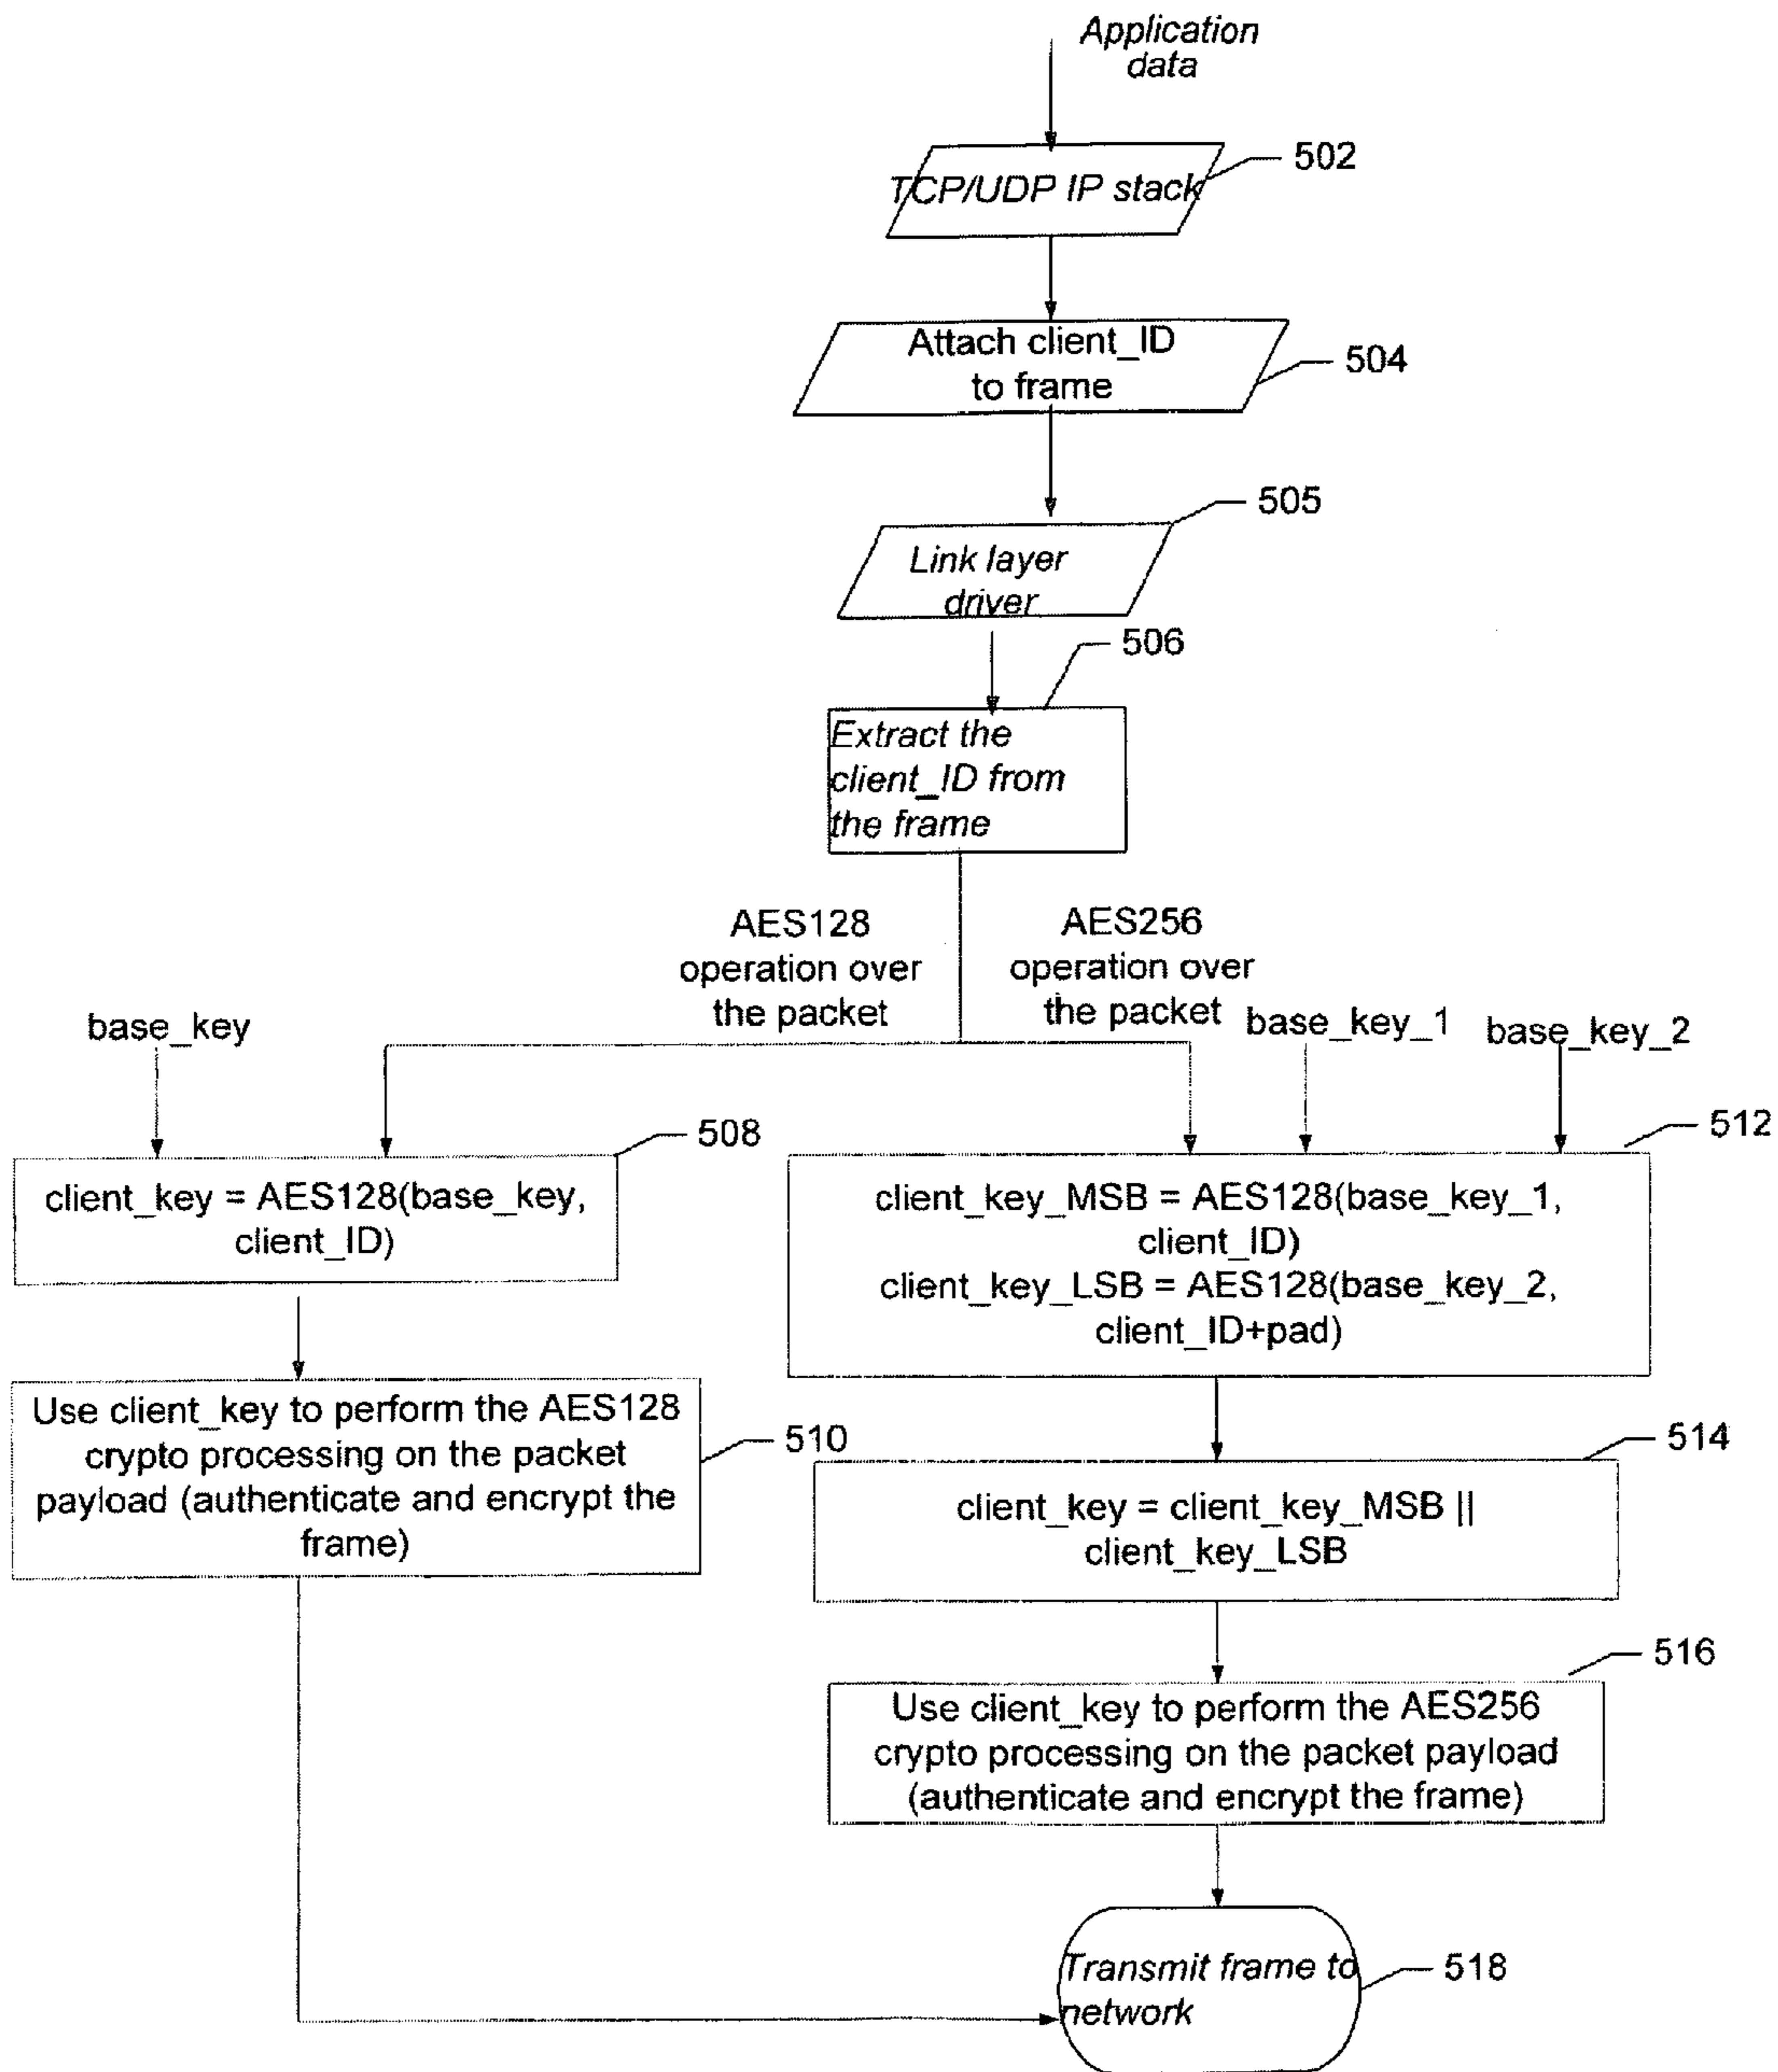 Application
data
502
TCP/UDP IP stack
Attach client_ID
to frame
504
505
Link layer
driver
506
Extract the
client_ID from
the frame
AES128
operation over
the packet
AES256
operation over
the packet
base_key
base_key_1
base_key_2
508
512
client_key = AES128(base_key,
client_ID)
client_key_MSB = AES128(base_key_1,
client_ID)
client_key_LSB = AES128(base_key_2,
client_ID+pad)
Use client_key to perform the AES128
crypto processing on the packet
payload (authenticate and encrypt the
frame)
510
514
client_key = client_key_MSB ||
client_key_LSB
516
Use client_key to perform the AES256
crypto processing on the packet payload
(authenticate and encrypt the frame)
Transmit frame to
network
518